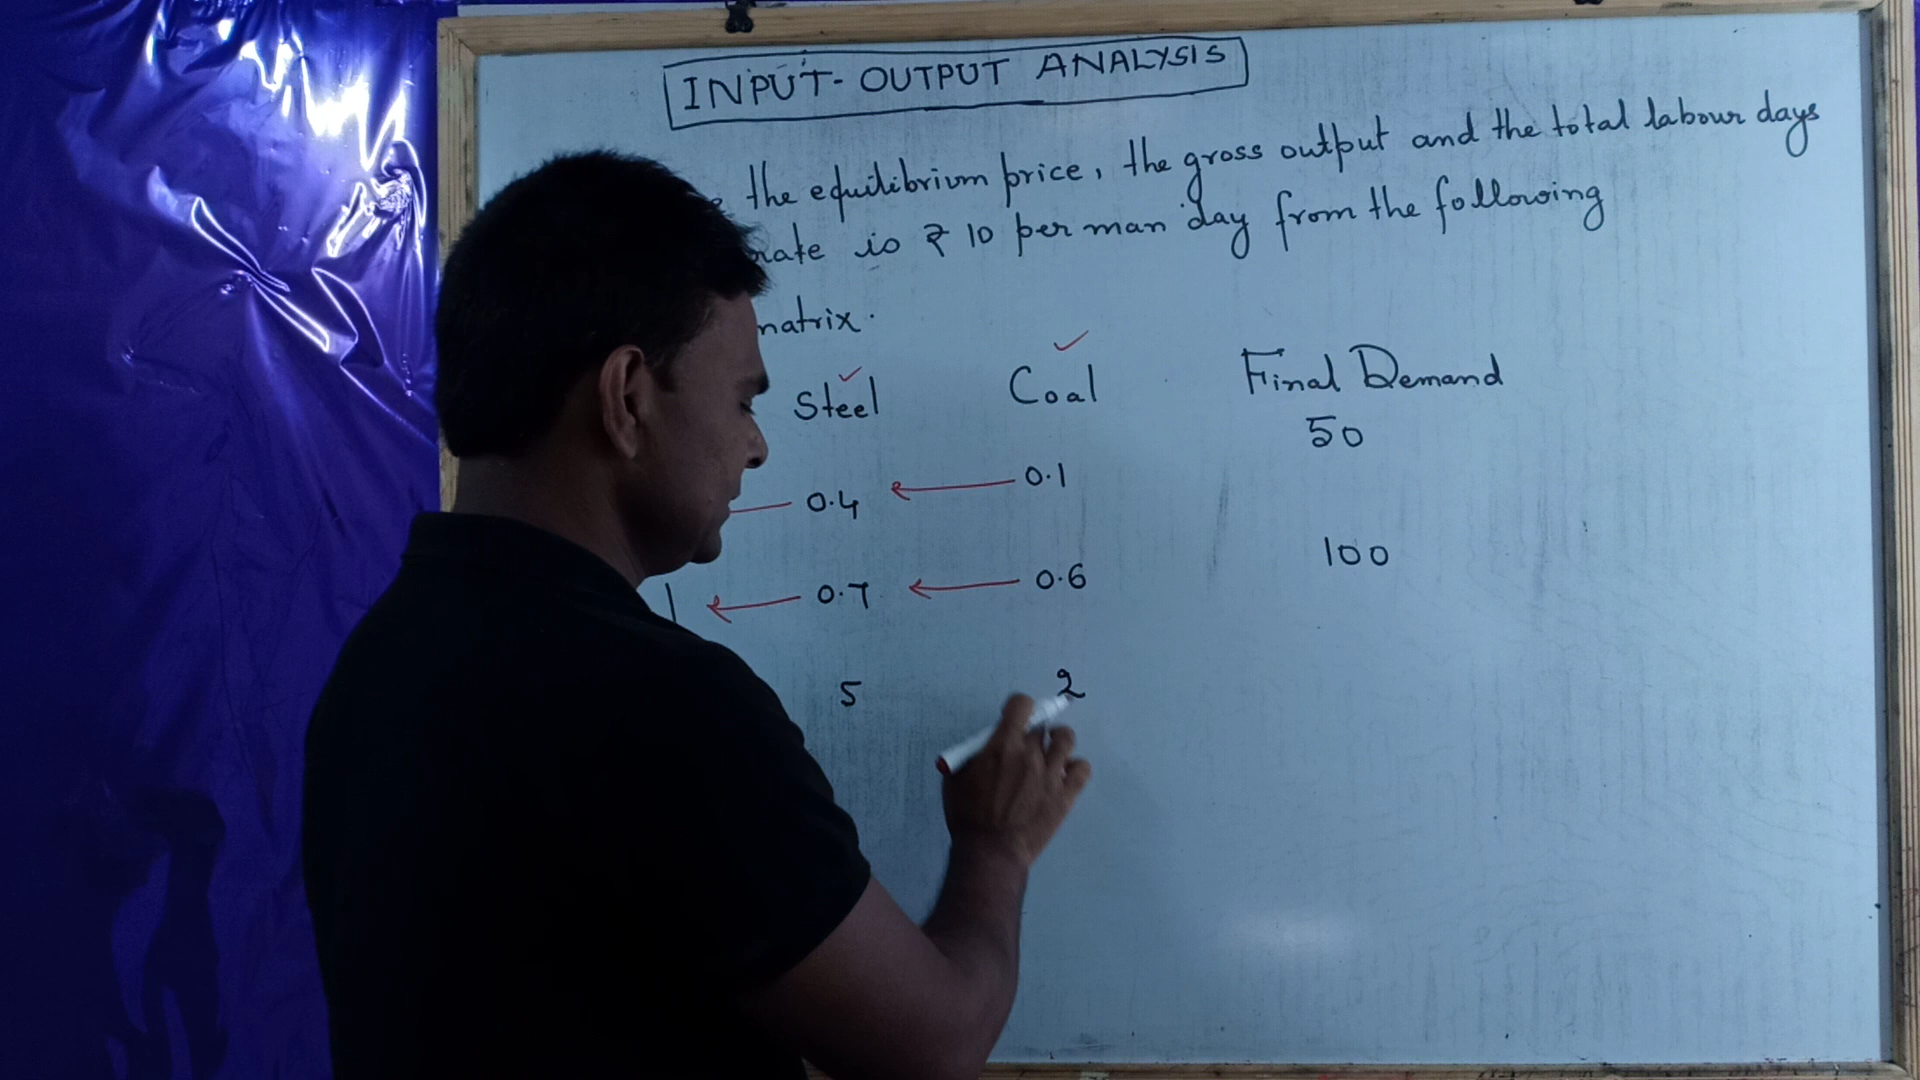 INPUT-OUTPUT ANALYSIS
the equilibrium price, the gross output and the total labour days
rate is ₹ 10 per man day from the following
matrix.
Steel Coal Final Demand
50
0.4 0.1
100
0.7 0.6
5 2